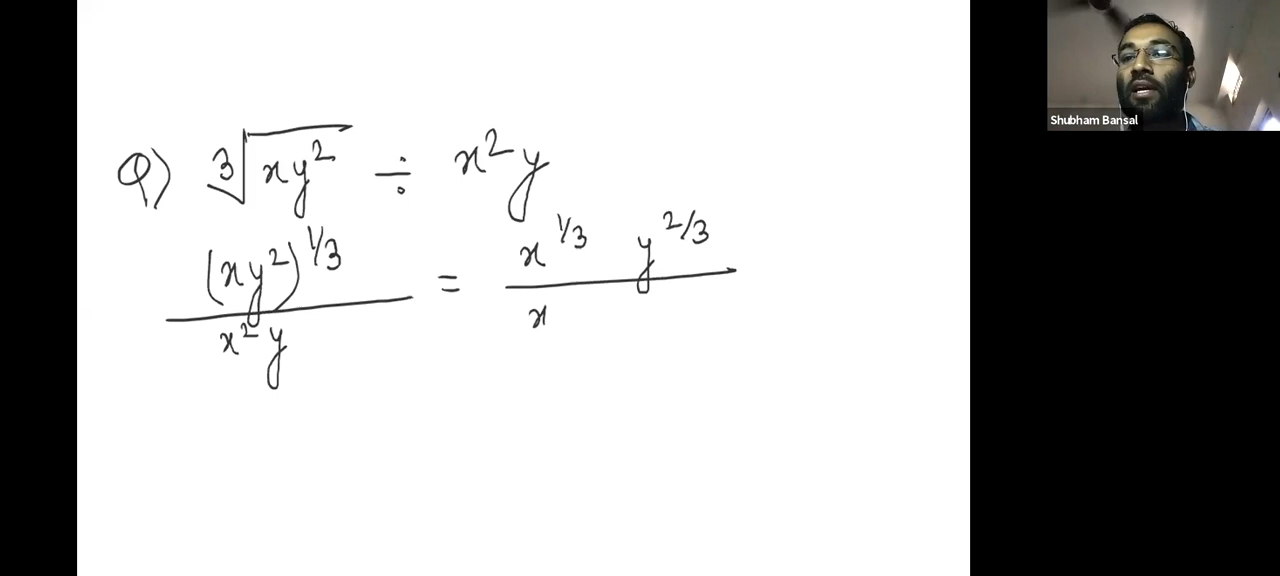 Q) ∛(xy²) ÷ x²y
(xy²)^1/3 / x²y = x^1/3 y^2/3 / x
Shubham Bansal